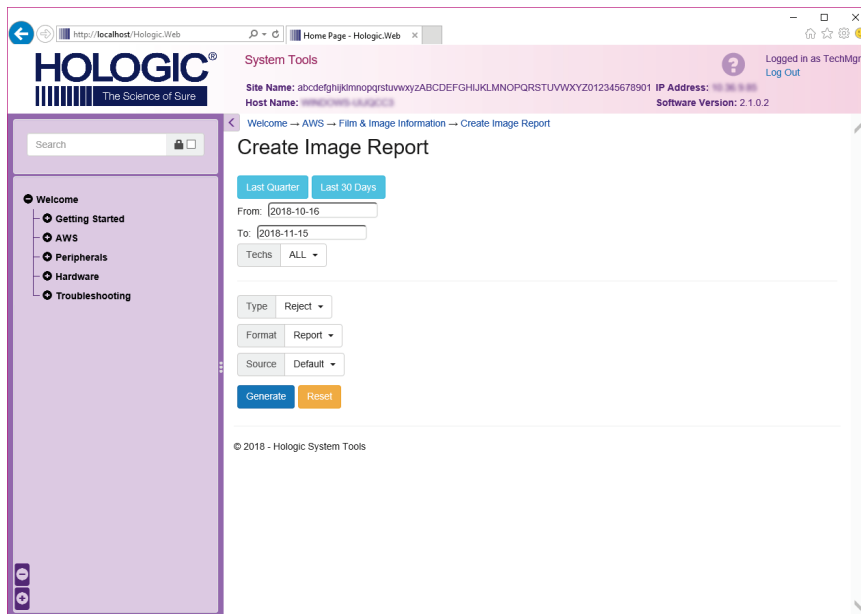 http://localhost/Hologic.Web
Home Page - Hologic.Web
HOLOGIC®
The Science of Sure
System Tools
Logged in as TechMgr
Log Out
Site Name: abcdefghijklmnopqrstuvwxyzABCDEFGHIJKLMNOPQRSTUVWXYZ012345678901 IP Address:
Host Name:
Software Version: 2.1.0.2
Welcome → AWS → Film & Image Information → Create Image Report
Search
Create Image Report
Last Quarter
Last 30 Days
From: 2018-10-16
To: 2018-11-15
Techs ALL
Welcome
Getting Started
AWS
Peripherals
Hardware
Troubleshooting
Type Reject
Format Report
Source Default
Generate
Reset
© 2018 - Hologic System Tools